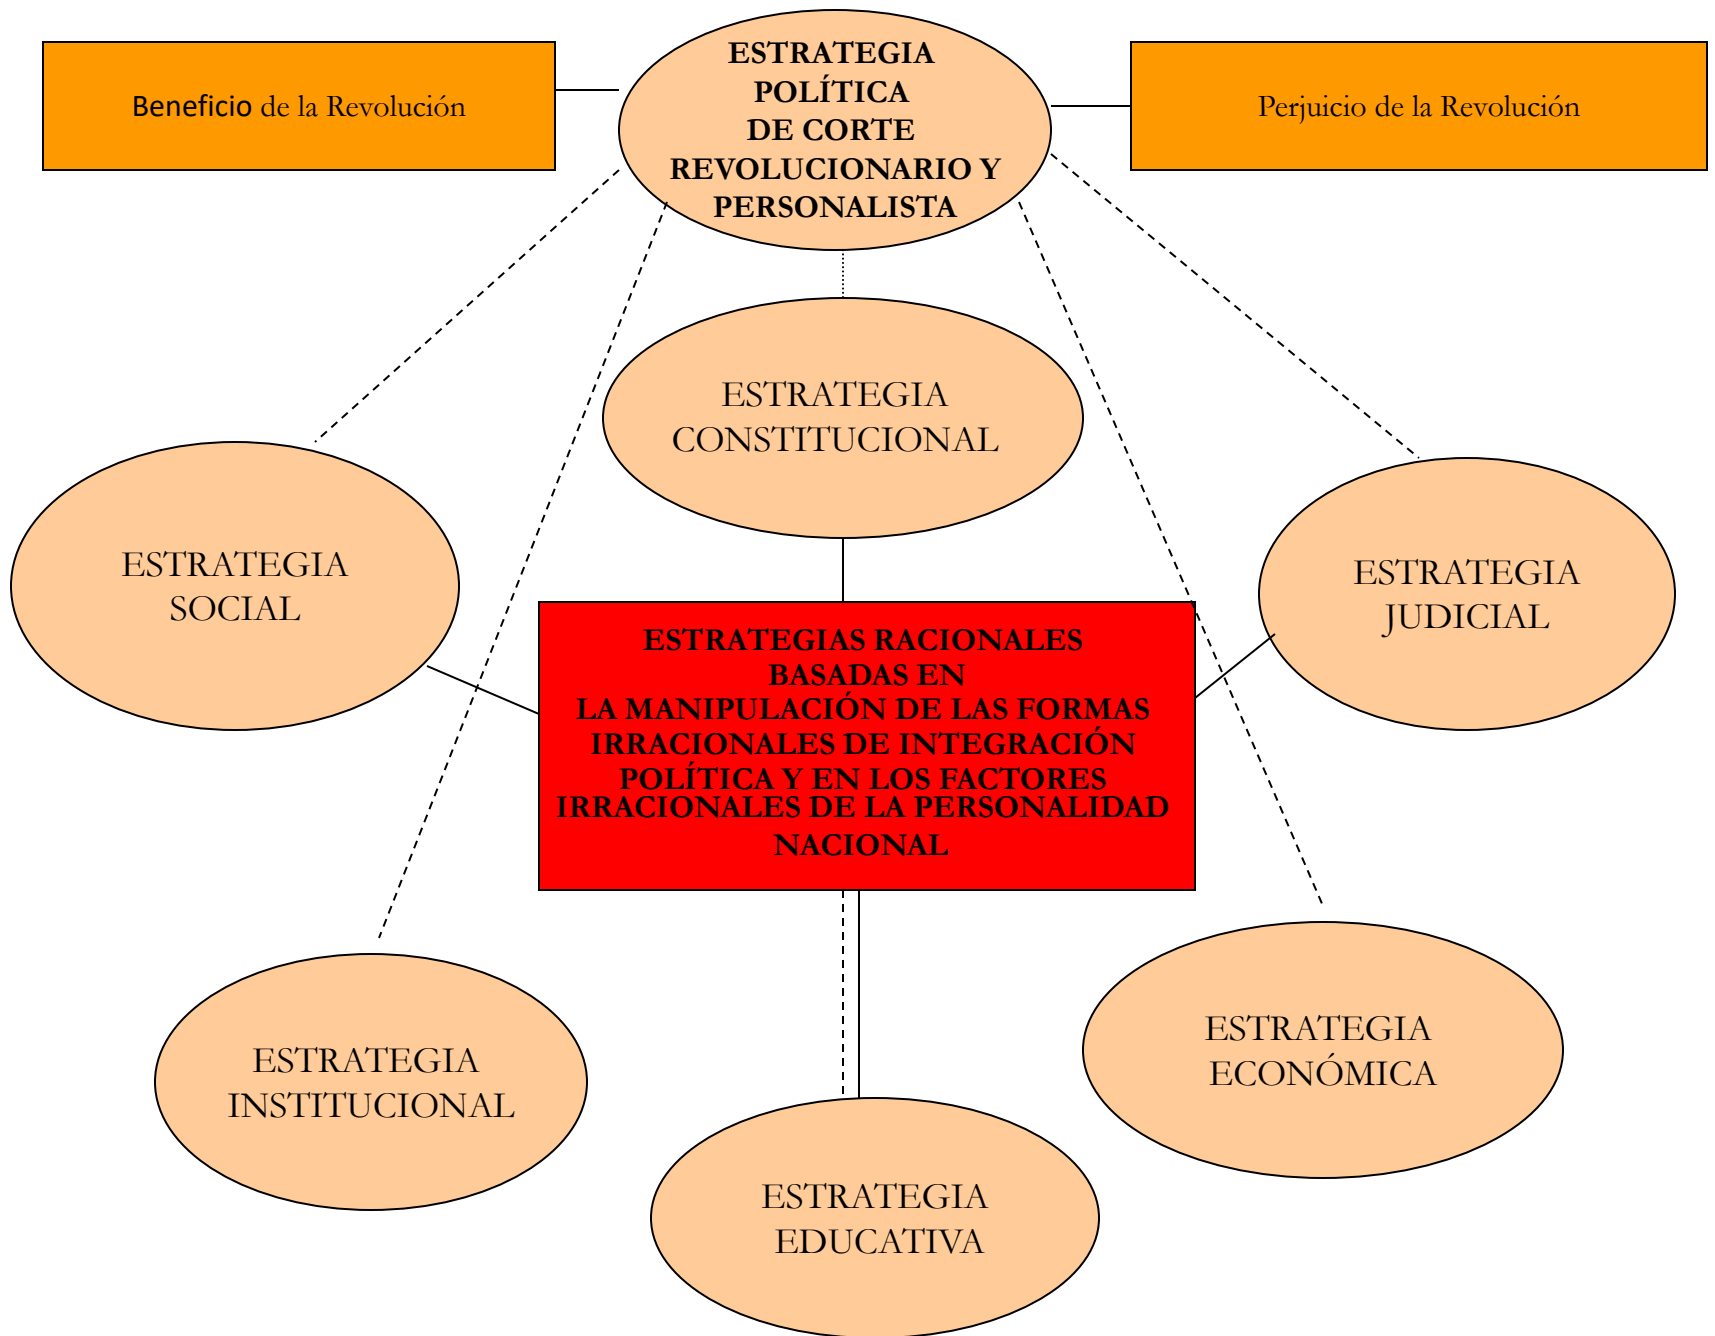 ESTRATEGIA
POLÍTICA
DE CORTE
REVOLUCIONARIO Y
PERSONALISTA
Beneficio de la Revolución
Perjuicio de la Revolución
ESTRATEGIA
CONSTITUCIONAL
ESTRATEGIA
SOCIAL
ESTRATEGIA
JUDICIAL
ESTRATEGIAS RACIONALES
BASADAS EN
LA MANIPULACIÓN DE LAS FORMAS
IRRACIONALES DE INTEGRACIÓN
POLÍTICA Y EN LOS FACTORES
IRRACIONALES DE LA PERSONALIDAD
NACIONAL
ESTRATEGIA
INSTITUCIONAL
ESTRATEGIA
ECONÓMICA
ESTRATEGIA
EDUCATIVA